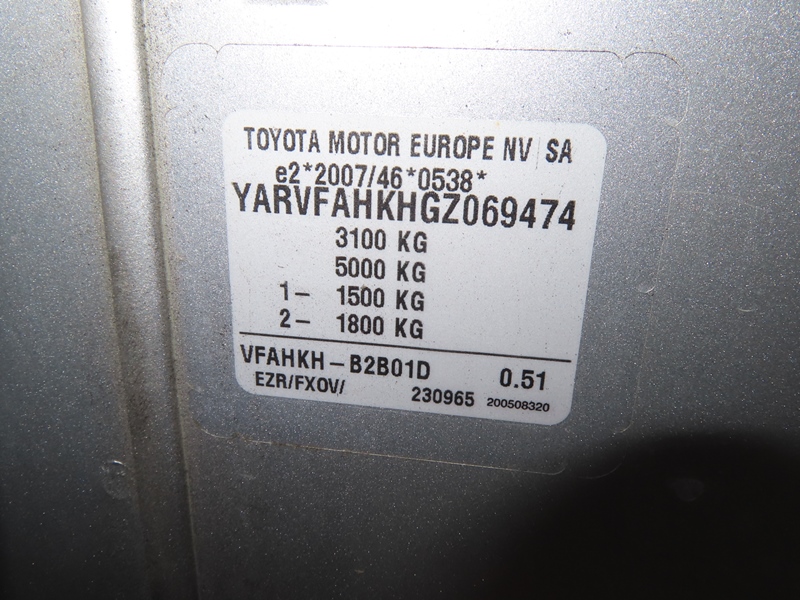 TOYOTA MOTOR EUROPE NV SA
e2*2007/46*0538*
YARVFAHKHGZ069474
3100 KG
5000 KG
1- 1500 KG
2- 1800 KG
VFAHKH-B2B01D 0.51
EZR/FXOV/ 230965 200508320